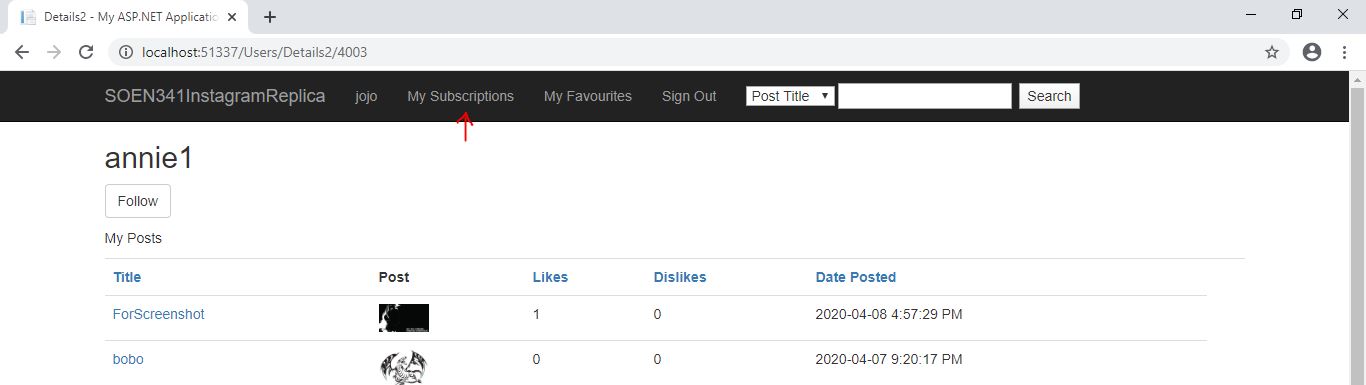 Details2 - My ASP.NET Applicatio
localhost:51337/Users/Details2/4003
SOEN341InstagramReplica jojo My Subscriptions My Favourites Sign Out Post Title Search
annie1
Follow
My Posts
Title Post Likes Dislikes Date Posted
ForScreenshot 1 0 2020-04-08 4:57:29 PM
bobo 0 0 2020-04-07 9:20:17 PM